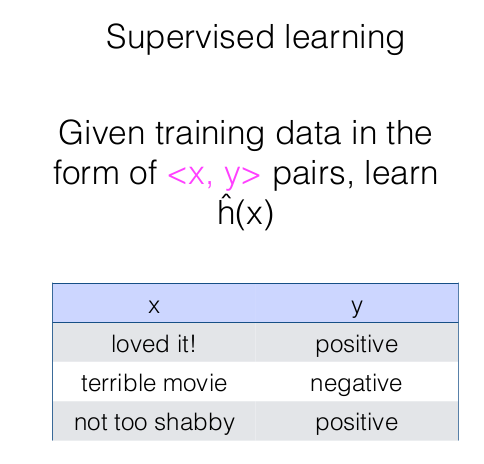 Supervised learning
Given training data in the
form of <x, y> pairs, learn
ĥ(x)
x y
loved it! positive
terrible movie negative
not too shabby positive